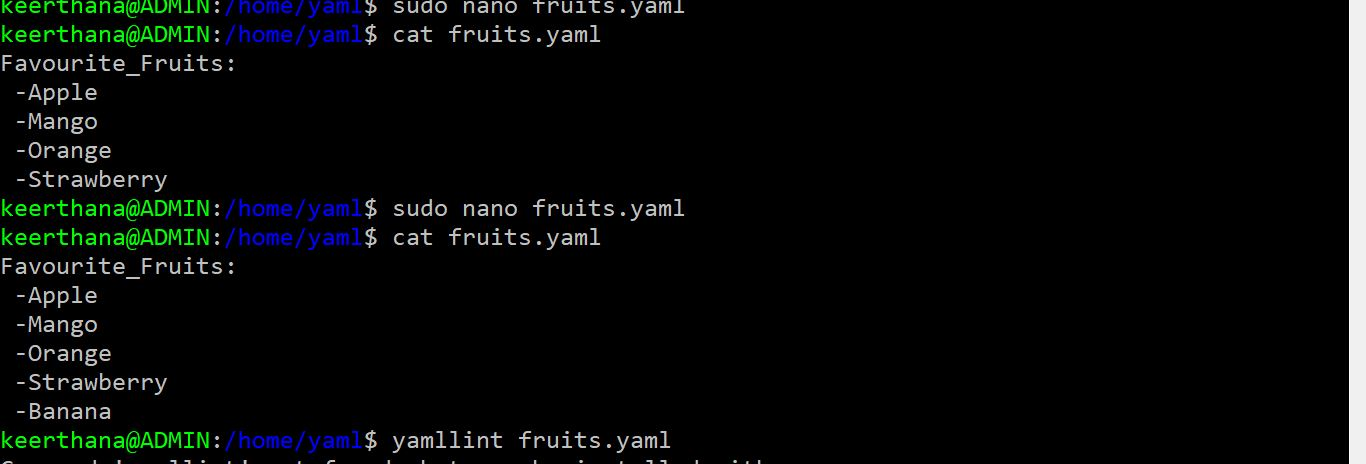 keerthana@ADMIN:/home/yaml$ sudo nano fruits.yaml
keerthana@ADMIN:/home/yaml$ cat fruits.yaml
Favourite_Fruits:
 -Apple
 -Mango
 -Orange
 -Strawberry
keerthana@ADMIN:/home/yaml$ sudo nano fruits.yaml
keerthana@ADMIN:/home/yaml$ cat fruits.yaml
Favourite_Fruits:
 -Apple
 -Mango
 -Orange
 -Strawberry
 -Banana
keerthana@ADMIN:/home/yaml$ yamllint fruits.yaml